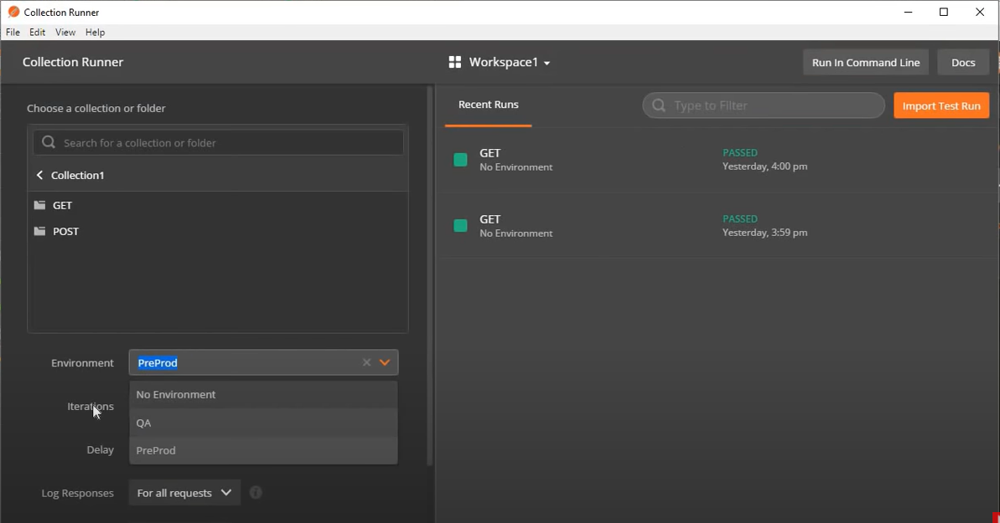 Collection Runner
File Edit View Help
Collection Runner
Workspace1
Run In Command Line
Docs
Choose a collection or folder
Search for a collection or folder
Collection1
GET
POST
Environment
PreProd
No Environment
QA
PreProd
Iterations
Delay
Log Responses
For all requests
Recent Runs
Type to Filter
Import Test Run
GET
No Environment
PASSED
Yesterday, 4:00 pm
GET
No Environment
PASSED
Yesterday, 3:59 pm